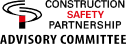 CONSTRUCTION
SAFETY
PARTNERSHIP
ADVISORY COMMITTEE